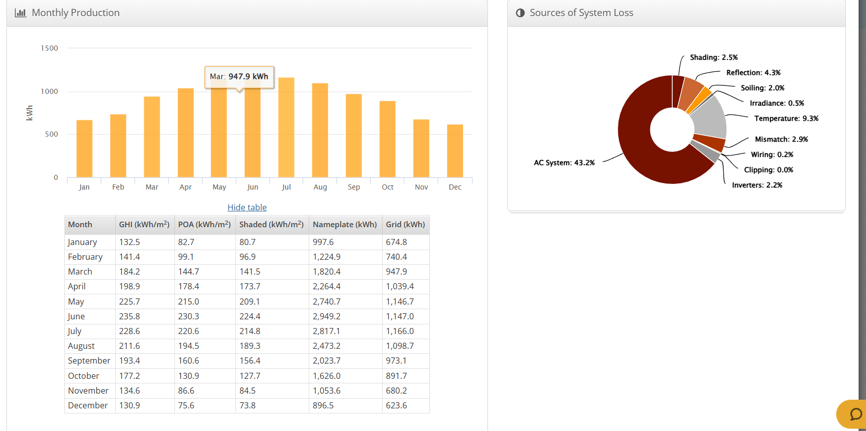 Monthly Production
1500
1000
500
0
kWh
Mar: 947.9 kWh
Jan Feb Mar Apr May Jun Jul Aug Sep Oct Nov Dec
Hide table
Month GHI (kWh/m²) POA (kWh/m²) Shaded (kWh/m²) Nameplate (kWh) Grid (kWh)
January 132.5 82.7 80.7 997.6 674.8
February 141.4 99.1 96.9 1,224.9 740.4
March 184.2 144.7 141.5 1,820.4 947.9
April 198.9 178.4 173.7 2,264.4 1,039.4
May 225.7 215.0 209.1 2,740.7 1,146.7
June 235.8 230.3 224.4 2,949.2 1,147.0
July 228.6 220.6 214.8 2,817.1 1,166.0
August 211.6 194.5 189.3 2,473.2 1,098.7
September 193.4 160.6 156.4 2,023.7 973.1
October 177.2 130.9 127.7 1,626.0 891.7
November 134.6 86.6 84.5 1,053.6 680.2
December 130.9 75.6 73.8 896.5 623.6
Sources of System Loss
Shading: 2.5%
Reflection: 4.3%
Soiling: 2.0%
Irradiance: 0.5%
Temperature: 9.3%
Mismatch: 2.9%
Wiring: 0.2%
Clipping: 0.0%
Inverters: 2.2%
AC System: 43.2%